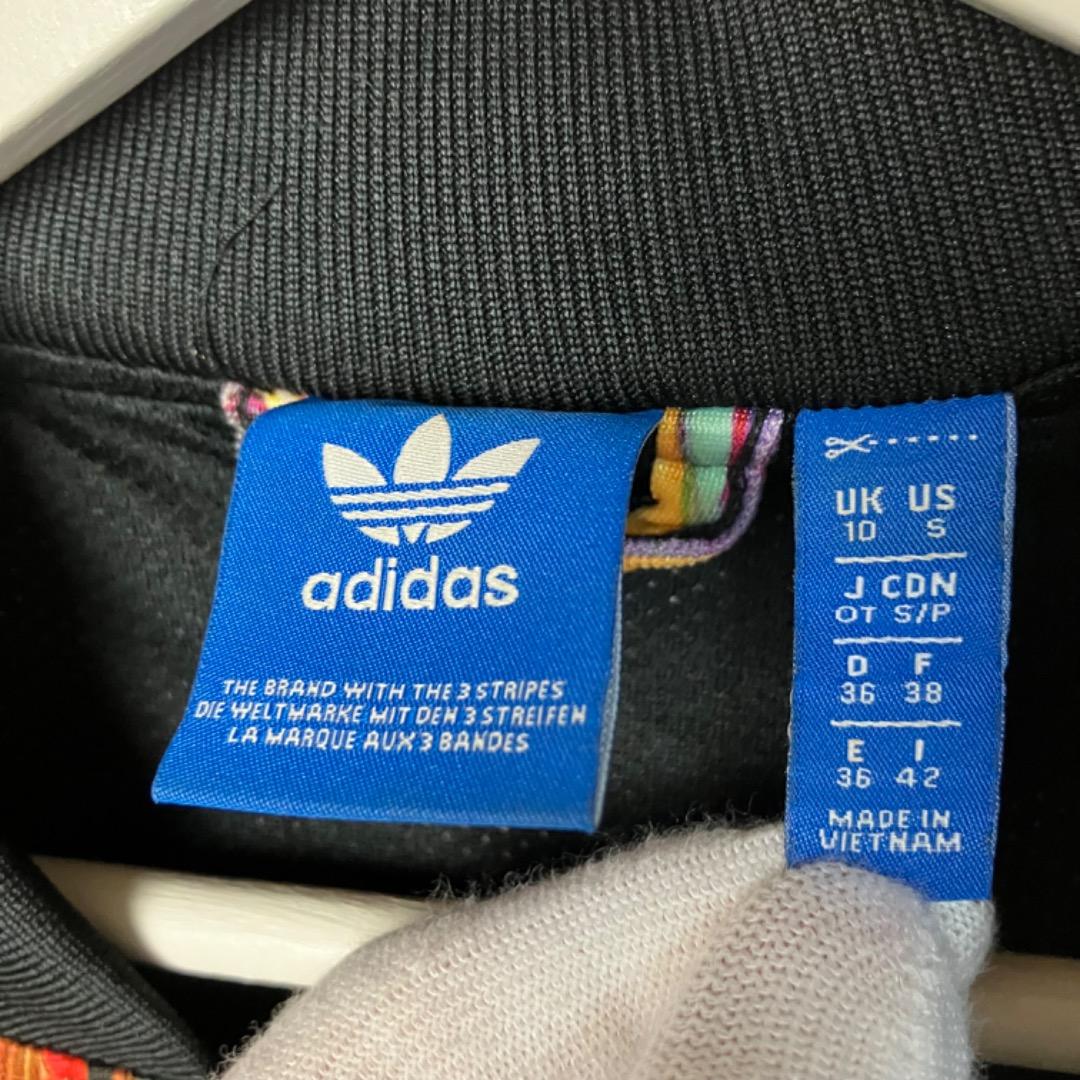 adidas
THE BRAND WITH THE 3 STRIPES
DIE WELTMARKE MIT DEN 3 STREIFEN
LA MARQUE AUX 3 BANDES
UK US
10 S
J CDN
OT S/P
D F
36 38
E I
36 42
MADE IN
VIETNAM